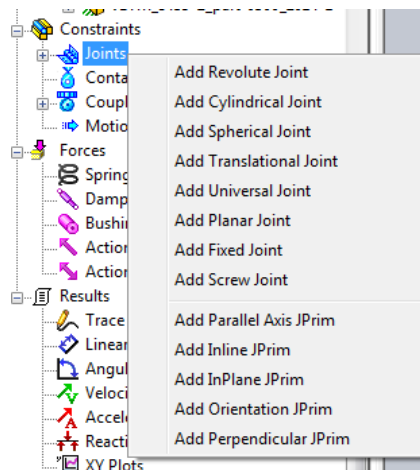 Constraints
Joints
Conta
Coupl
Motio
Forces
Spring
Damp
Bushi
Action
Action
Results
Trace
Linear
Angul
Veloci
Accele
Reacti
XY Plots
Add Revolute Joint
Add Cylindrical Joint
Add Spherical Joint
Add Translational Joint
Add Universal Joint
Add Planar Joint
Add Fixed Joint
Add Screw Joint
Add Parallel Axis JPrim
Add Inline JPrim
Add InPlane JPrim
Add Orientation JPrim
Add Perpendicular JPrim